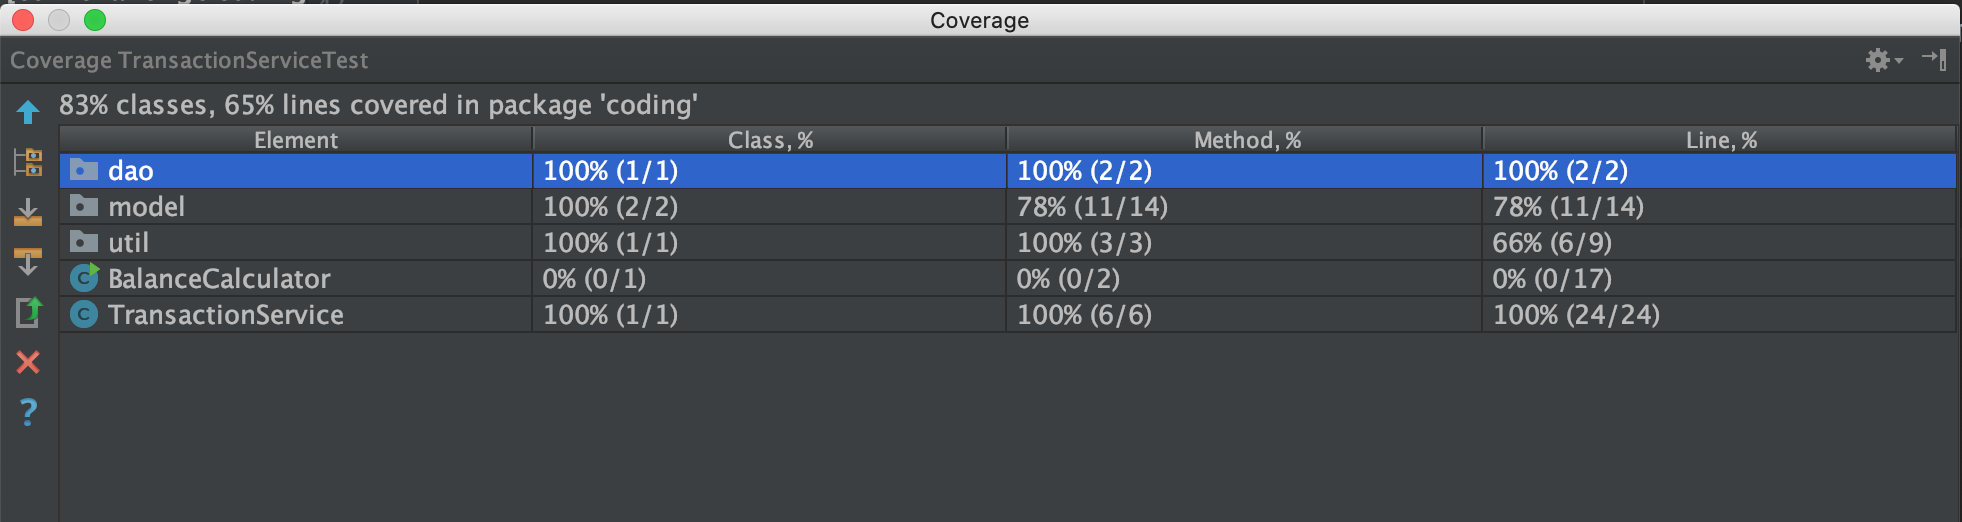 Coverage
Coverage TransactionServiceTest
83% classes, 65% lines covered in package 'coding'
Element Class, % Method, % Line, %
dao 100% (1/1) 100% (2/2) 100% (2/2)
model 100% (2/2) 78% (11/14) 78% (11/14)
util 100% (1/1) 100% (3/3) 66% (6/9)
BalanceCalculator 0% (0/1) 0% (0/2) 0% (0/17)
TransactionService 100% (1/1) 100% (6/6) 100% (24/24)